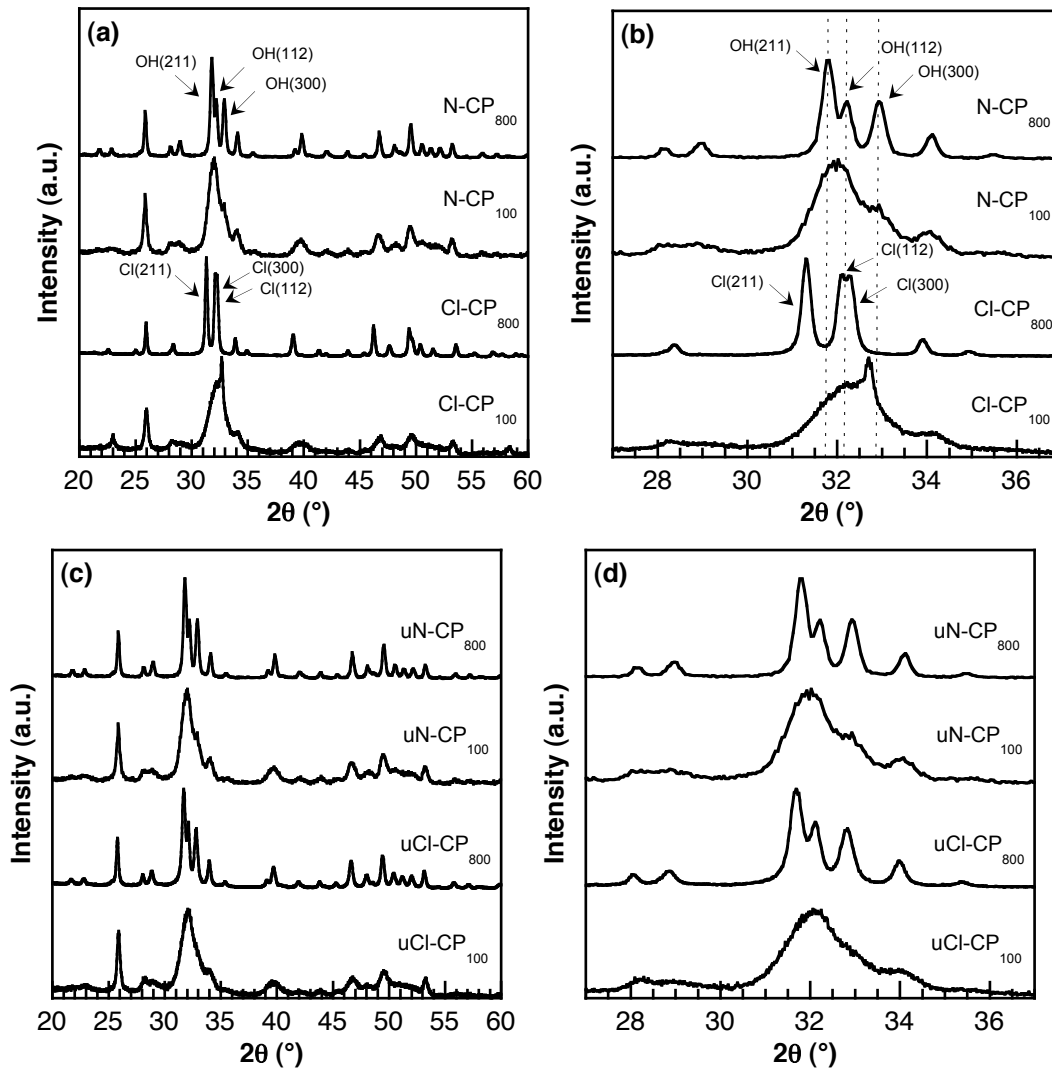 (a)
OH(211)
OH(112)
OH(300)
N-CP800
N-CP100
Cl(211)
Cl(300)
Cl(112)
Cl-CP800
Cl-CP100
Intensity (a.u.)
20 25 30 35 40 45 50 55 60
2θ (°)
(b)
OH(211)
OH(112)
OH(300)
N-CP800
N-CP100
Cl(112)
Cl(211)
Cl(300)
Cl-CP800
Cl-CP100
Intensity (a.u.)
28 30 32 34 36
2θ (°)
(c)
uN-CP800
uN-CP100
uCl-CP800
uCl-CP100
Intensity (a.u.)
20 25 30 35 40 45 50 55 60
2θ (°)
(d)
uN-CP800
uN-CP100
uCl-CP800
uCl-CP100
Intensity (a.u.)
28 30 32 34 36
2θ (°)